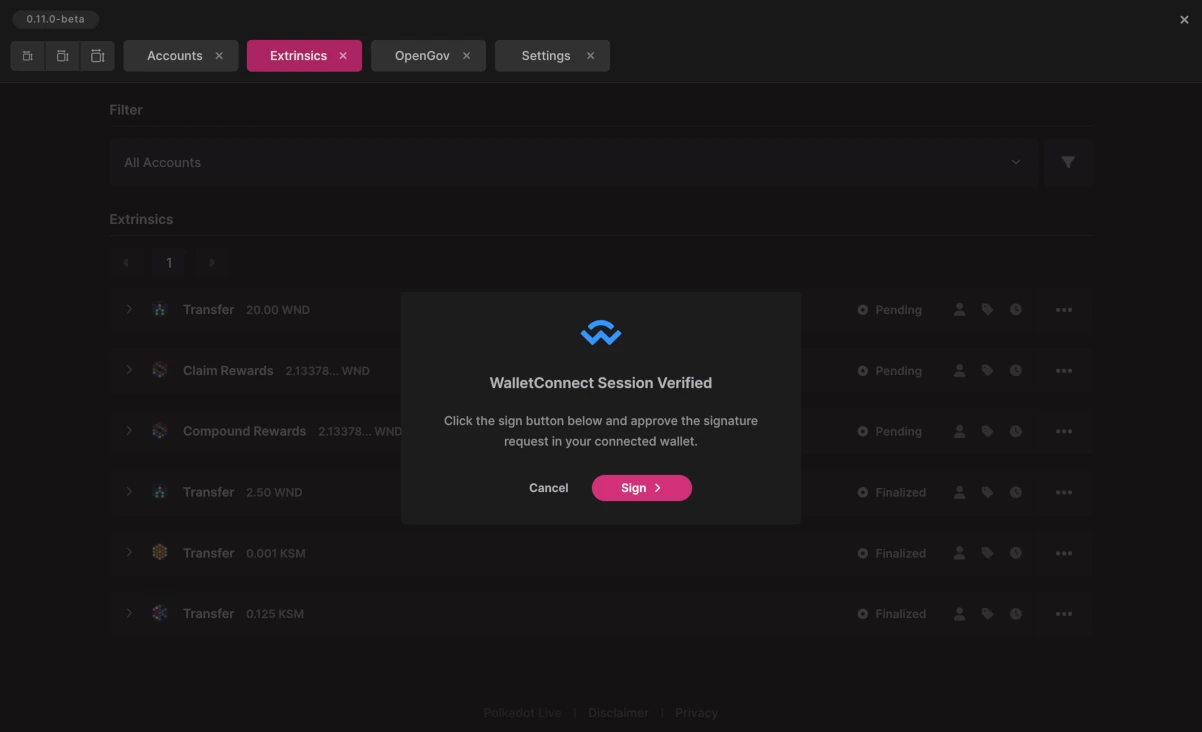 0.11.0-beta
Accounts
Extrinsics
OpenGov
Settings
Filter
All Accounts
Extrinsics
1
Transfer 20.00 WND Pending
Claim Rewards 2.13378... WND Pending
Compound Rewards 2.13378... WND Pending
Transfer 2.50 WND Finalized
Transfer 0.001 KSM Finalized
Transfer 0.125 KSM Finalized
WalletConnect Session Verified
Click the sign button below and approve the signature
request in your connected wallet.
Cancel Sign
Polkadot Live | Disclaimer | Privacy